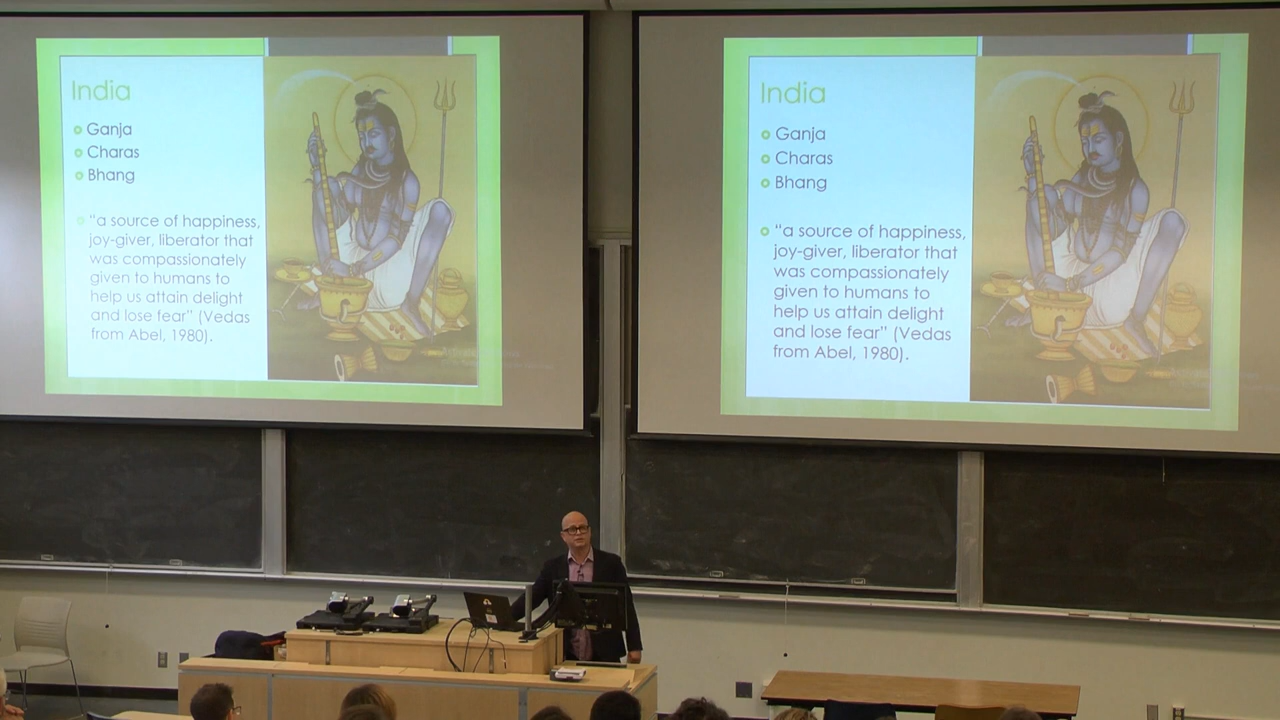 India
Ganja
Charas
Bhang
"a source of happiness,
joy-giver, liberator that
was compassionately
given to humans to
help us attain delight
and lose fear" (Vedas
from Abel, 1980).
India
Ganja
Charas
Bhang
"a source of happiness,
joy-giver, liberator that
was compassionately
given to humans to
help us attain delight
and lose fear" (Vedas
from Abel, 1980).